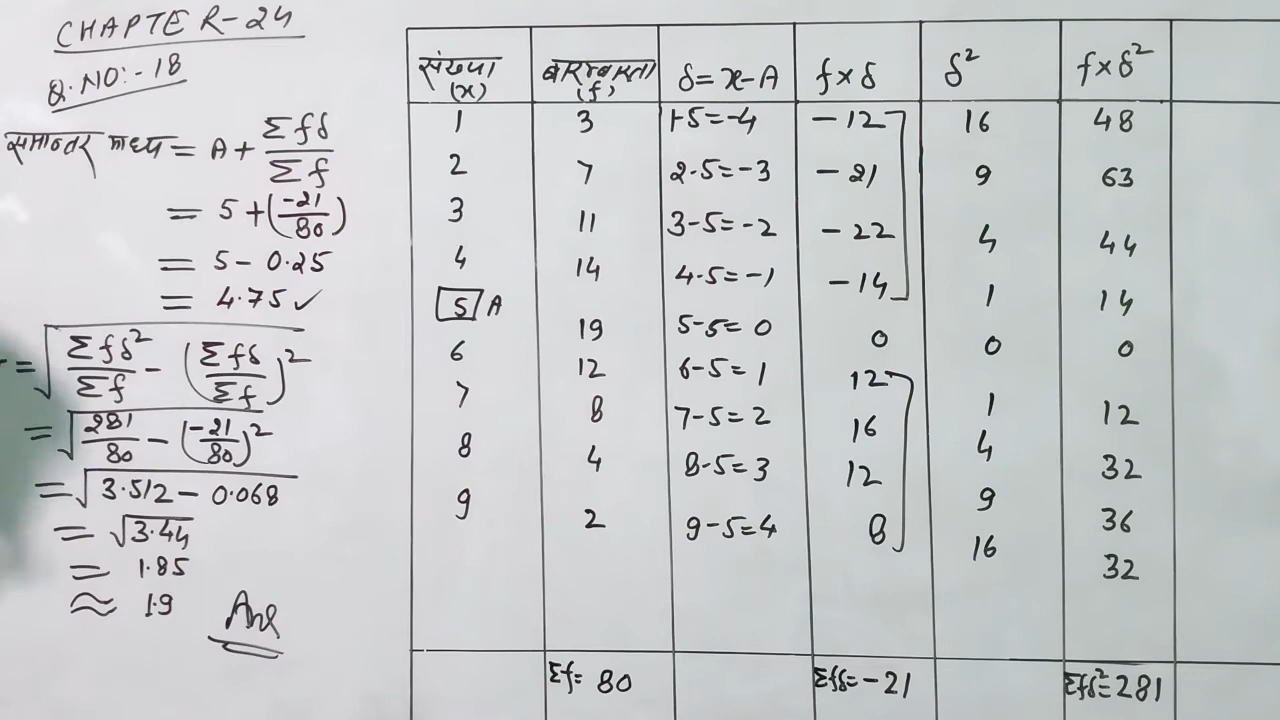 CHAPTER-24
Q.NO:-18
समान्तर माध्य = A + Σfδ / Σf
= 5 + (-21/80)
= 5 - 0.25
= 4.75 ✓
= √(Σfδ²/Σf - (Σfδ/Σf)²)
= √(281/80 - (-21/80)²)
= √3.512 - 0.068
= √3.44
= 1.85
≈ 1.9 Ans
संख्या (x) बारम्बारता (f) δ = x - A f×δ δ² f×δ²
1 3 1-5=-4 -12 16 48
2 7 2-5=-3 -21 9 63
3 11 3-5=-2 -22 4 44
4 14 4-5=-1 -14 1 14
5 A 19 5-5=0 0 0 0
6 12 6-5=1 12 1 12
7 8 7-5=2 16 4 32
8 4 8-5=3 12 9 36
9 2 9-5=4 8 16 32
Σf= 80 Σfδ=-21 Σfδ²=281